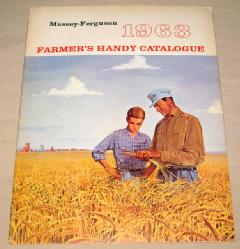 Massey-Ferguson 1963
FARMER'S HANDY CATALOGUE